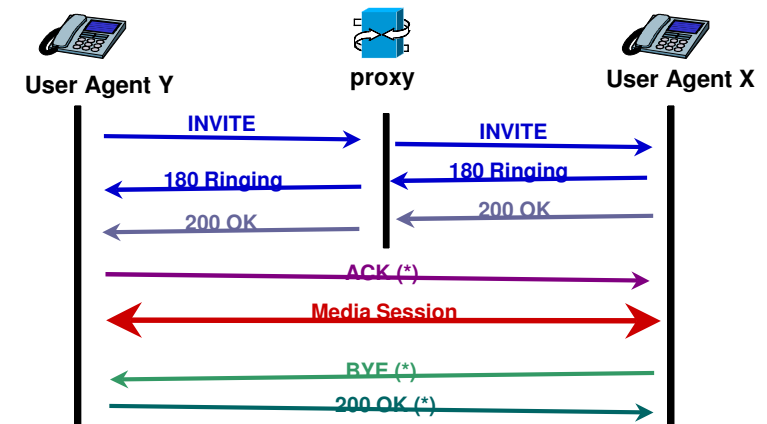 User Agent Y
proxy
User Agent X
INVITE
INVITE
180 Ringing
180 Ringing
200 OK
200 OK
ACK (*)
Media Session
BYE (*)
200 OK (*)